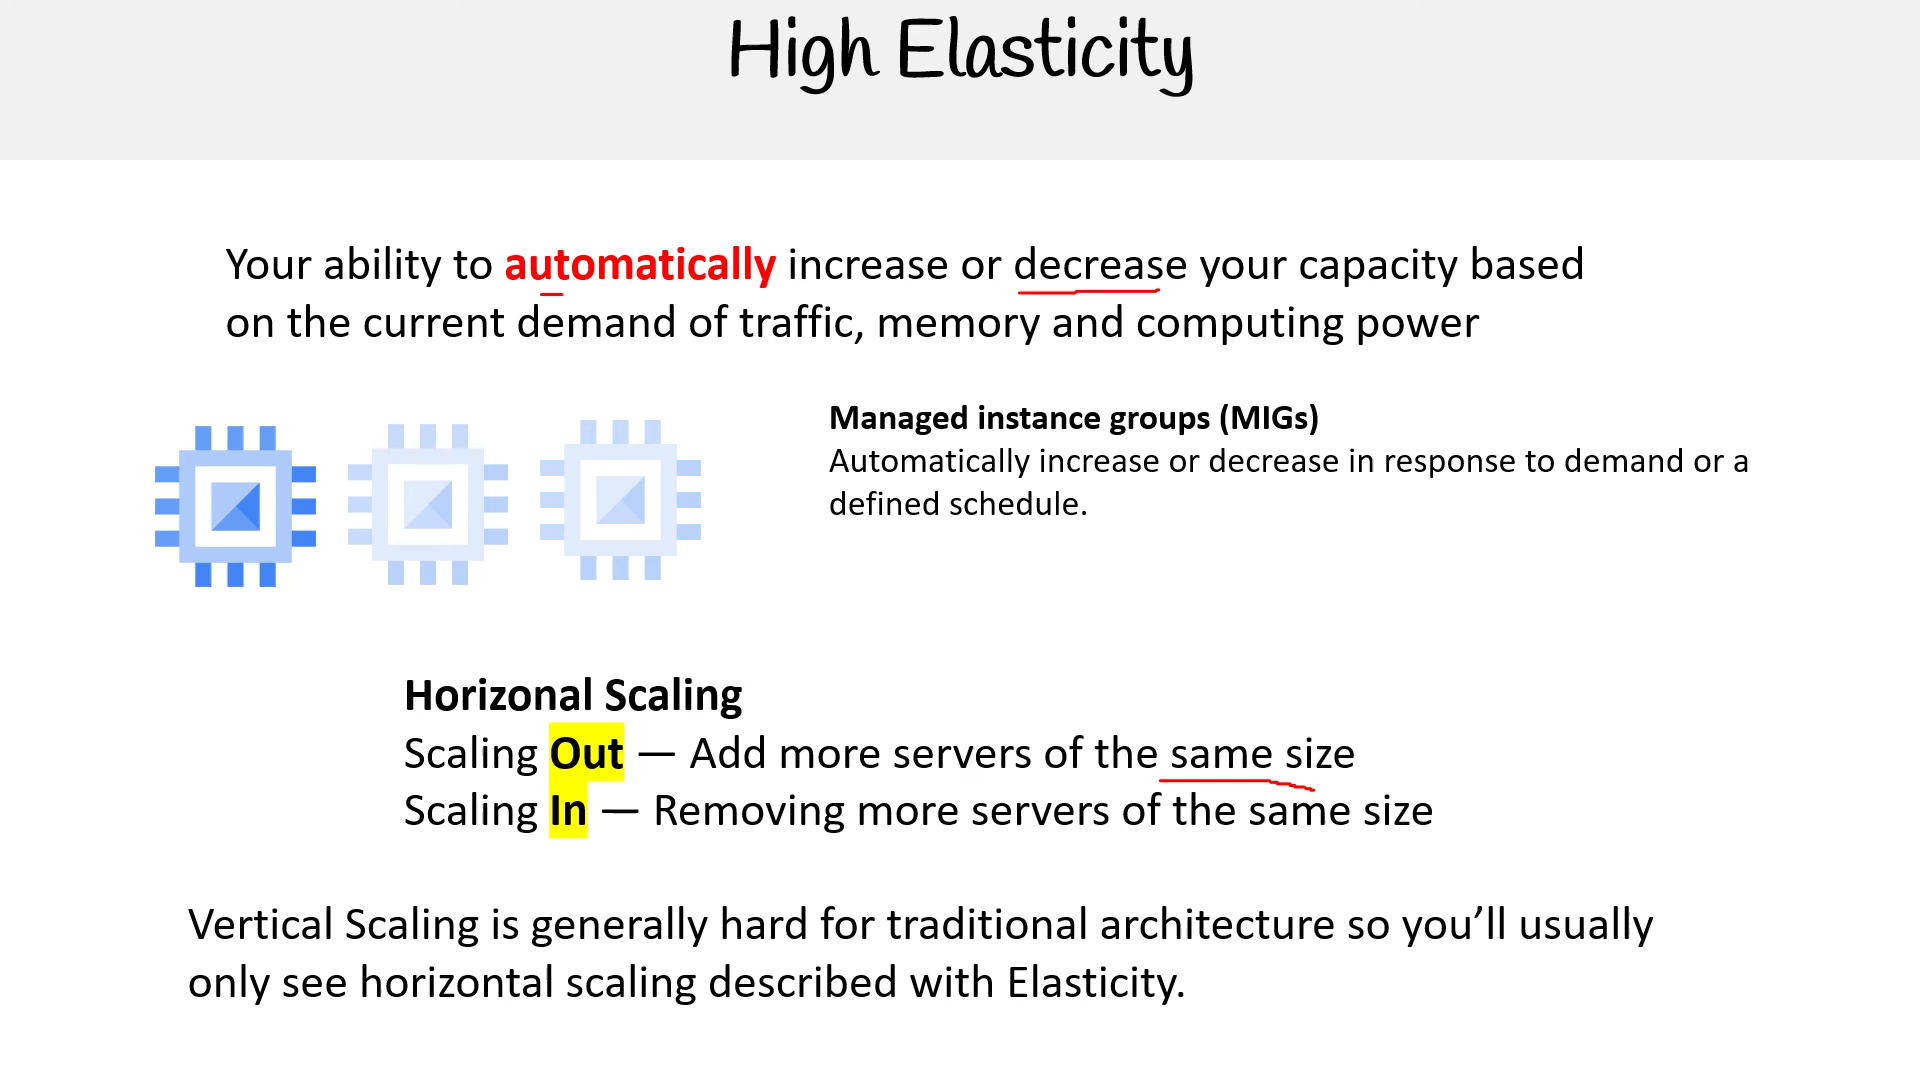 High Elasticity
Your ability to automatically increase or decrease your capacity based
on the current demand of traffic, memory and computing power
Managed instance groups (MIGs)
Automatically increase or decrease in response to demand or a
defined schedule.
Horizonal Scaling
Scaling Out — Add more servers of the same size
Scaling In — Removing more servers of the same size
Vertical Scaling is generally hard for traditional architecture so you’ll usually
only see horizontal scaling described with Elasticity.